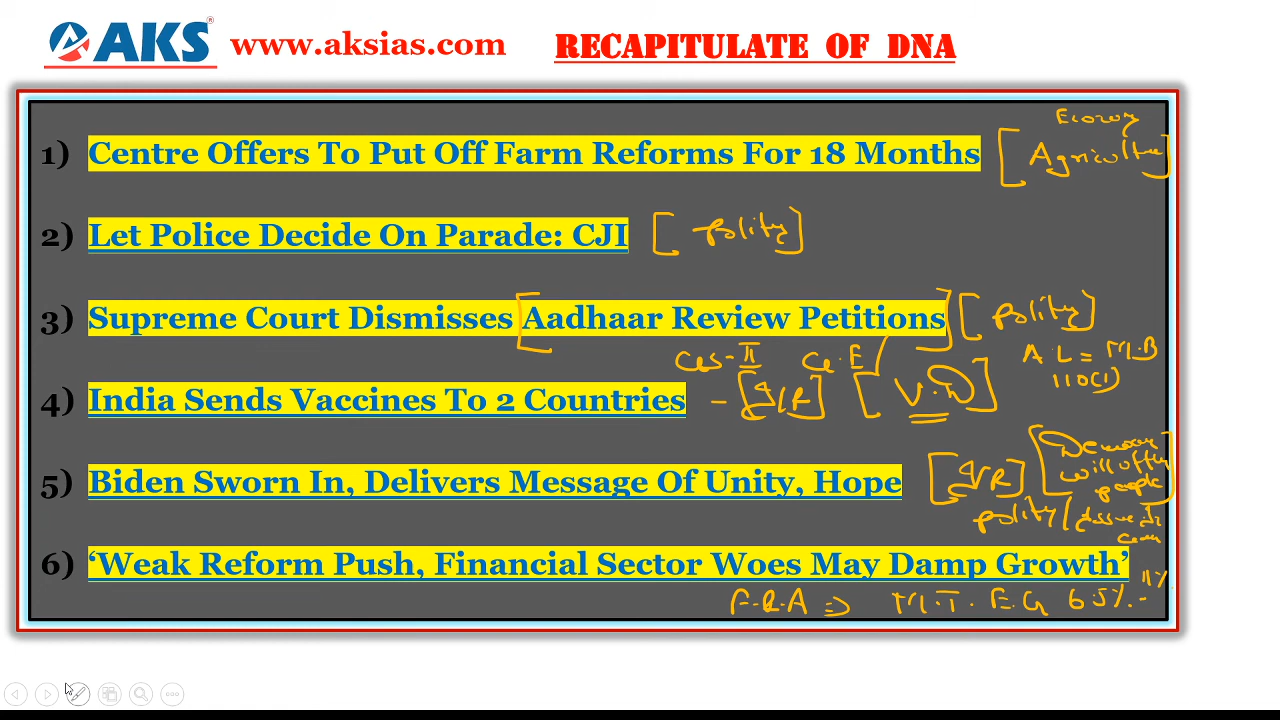 AKS®
www.aksias.com
RECAPITULATE OF DNA
Economy
1) Centre Offers To Put Off Farm Reforms For 18 Months [Agriculture]
2) Let Police Decide On Parade: CJI [polity]
3) Supreme Court Dismisses [Aadhaar Review Petitions] [polity]
A L = M.B
110(1)
4) India Sends Vaccines To 2 Countries - [I/R] [V.D]
5) Biden Sworn In, Delivers Message Of Unity, Hope [I/R]
will
people
polity/
6) ‘Weak Reform Push, Financial Sector Woes May Damp Growth’
M.T. E.G 6.5%.-